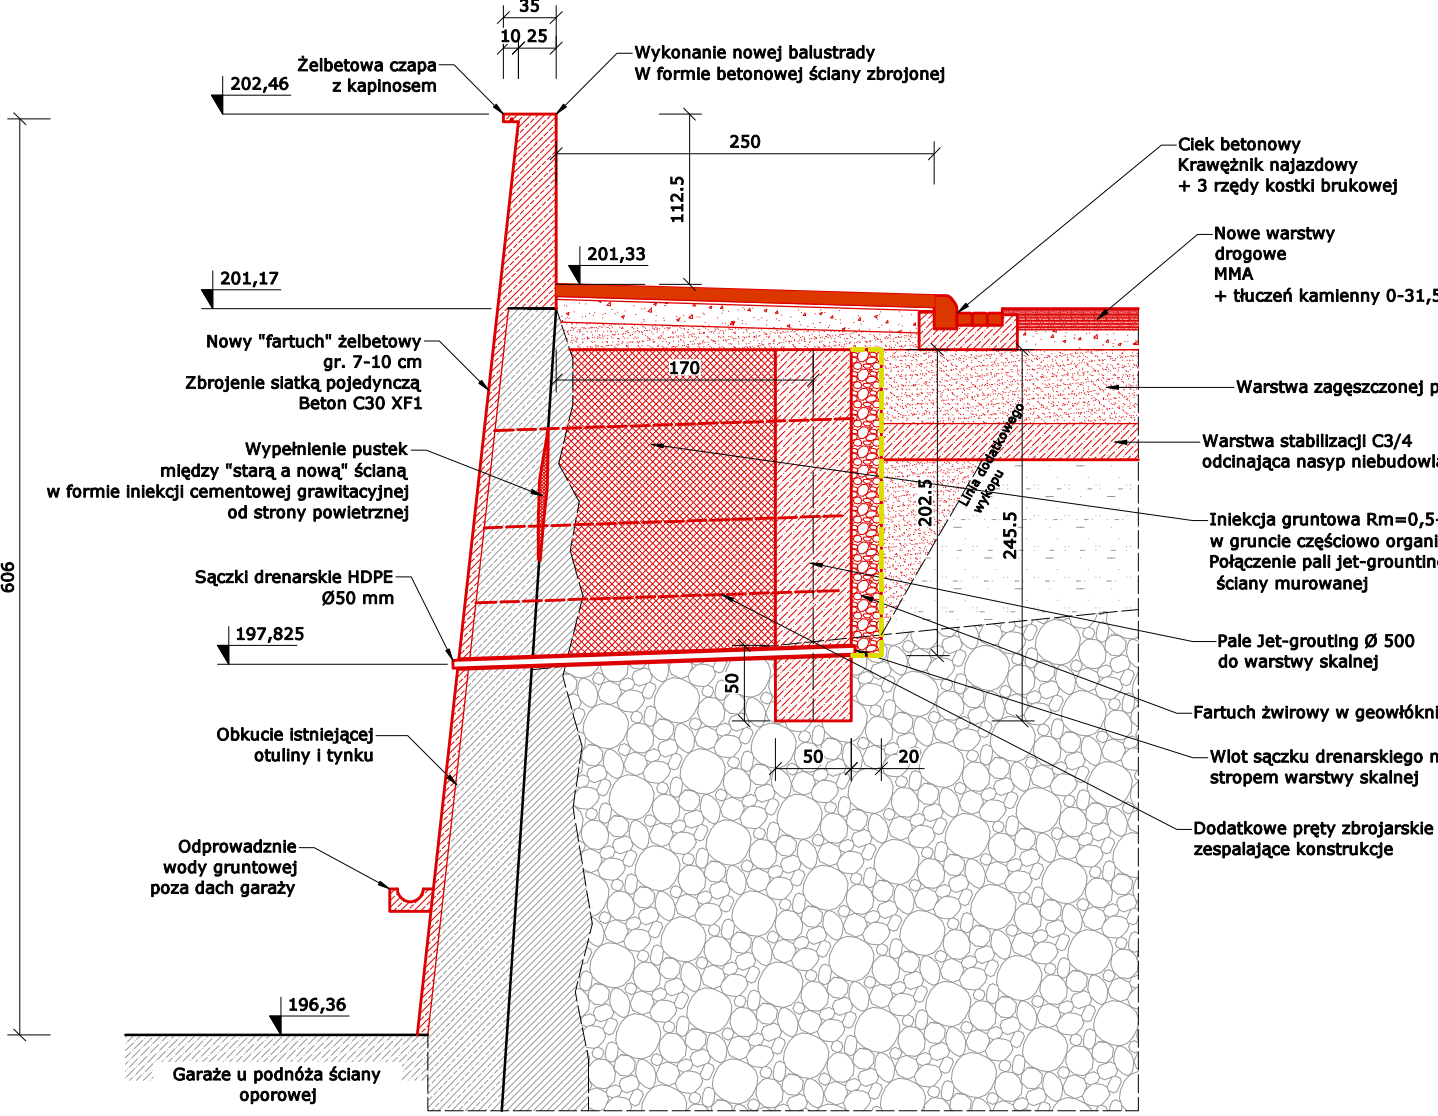 35
10 25
Żelbetowa czapa
z kapinosem
Wykonanie nowej balustrady
W formie betonowej ściany zbrojonej
202,46
250
112.5
Ciek betonowy
Krawężnik najazdowy
+ 3 rzędy kostki brukowej
Nowe warstwy
drogowe
MMA
+ tłuczeń kamienny 0-31,5
201,33
201,17
Nowy "fartuch" żelbetowy
gr. 7-10 cm
Zbrojenie siatką pojedynczą
Beton C30 XF1
170
Warstwa zagęszczonej p
Linia dodatkowego
wykopu
Warstwa stabilizacji C3/4
odcinająca nasyp niebudowla
Wypełnienie pustek
między "starą a nową" ścianą
w formie iniekcji cementowej grawitacyjnej
od strony powietrznej
202.5
245.5
Iniekcja gruntowa Rm=0,5-
w gruncie częściowo organi
Połączenie pali jet-grouting
ściany murowanej
606
Sączki drenarskie HDPE
Ø50 mm
197,825
Pale Jet-grouting Ø 500
do warstwy skalnej
50
Fartuch żwirowy w geowłókni
Obkucie istniejącej
otuliny i tynku
50
20
Wlot sączku drenarskiego n
stropem warstwy skalnej
Dodatkowe pręty zbrojarskie
zespalające konstrukcje
Odprowadznie
wody gruntowej
poza dach garaży
196,36
Garaże u podnóża ściany
oporowej